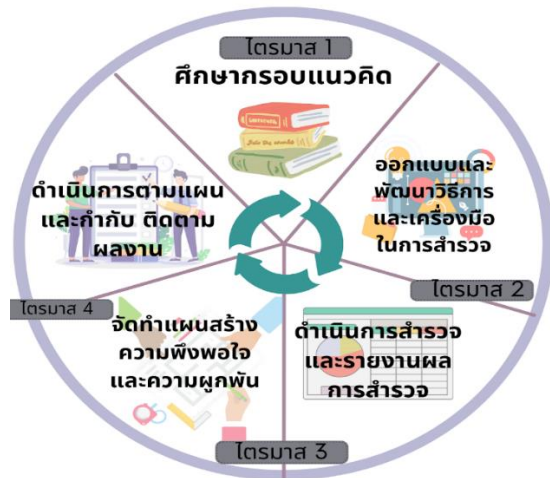 ไตรมาส 1
ศึกษากรอบแนวคิด
ออกแบบและ
พัฒนาวิธีการ
และเครื่องมือ
ในการสำรวจ
ไตรมาส 2
ดำเนินการสำรวจ
และรายงานผล
การสำรวจ
ไตรมาส 3
จัดทำแผนสร้าง
ความพึงพอใจ
และความผูกพัน
ไตรมาส 4
ดำเนินการตามแผน
และกำกับ ติดตาม
ผลงาน